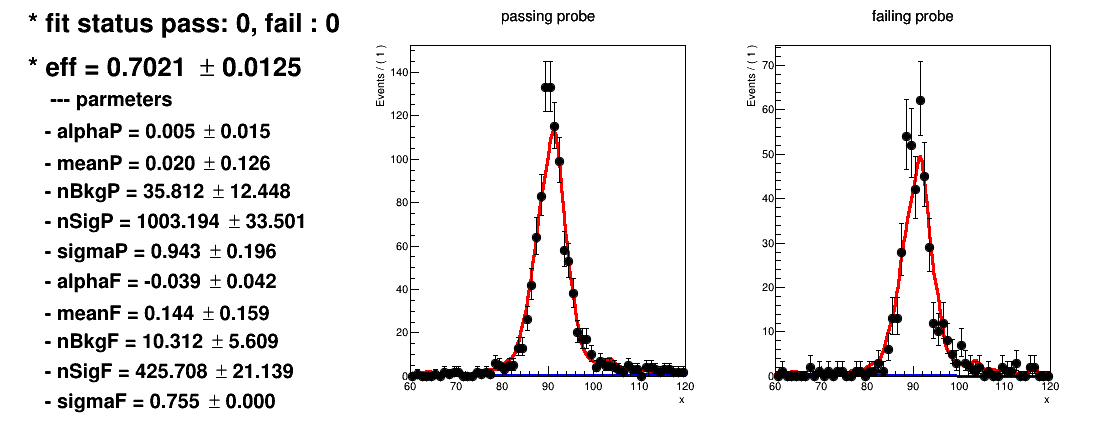 * fit status pass: 0, fail : 0
* eff = 0.7021 ± 0.0125
--- parmeters
- alphaP = 0.005 ± 0.015
- meanP = 0.020 ± 0.126
- nBkgP = 35.812 ± 12.448
- nSigP = 1003.194 ± 33.501
- sigmaP = 0.943 ± 0.196
- alphaF = -0.039 ± 0.042
- meanF = 0.144 ± 0.159
- nBkgF = 10.312 ± 5.609
- nSigF = 425.708 ± 21.139
- sigmaF = 0.755 ± 0.000
passing probe
Events / ( 1 )
140
120
100
80
60
40
20
0
60 70 80 90 100 110 120
x
failing probe
Events / ( 1 )
70
60
50
40
30
20
10
0
60 70 80 90 100 110 120
x